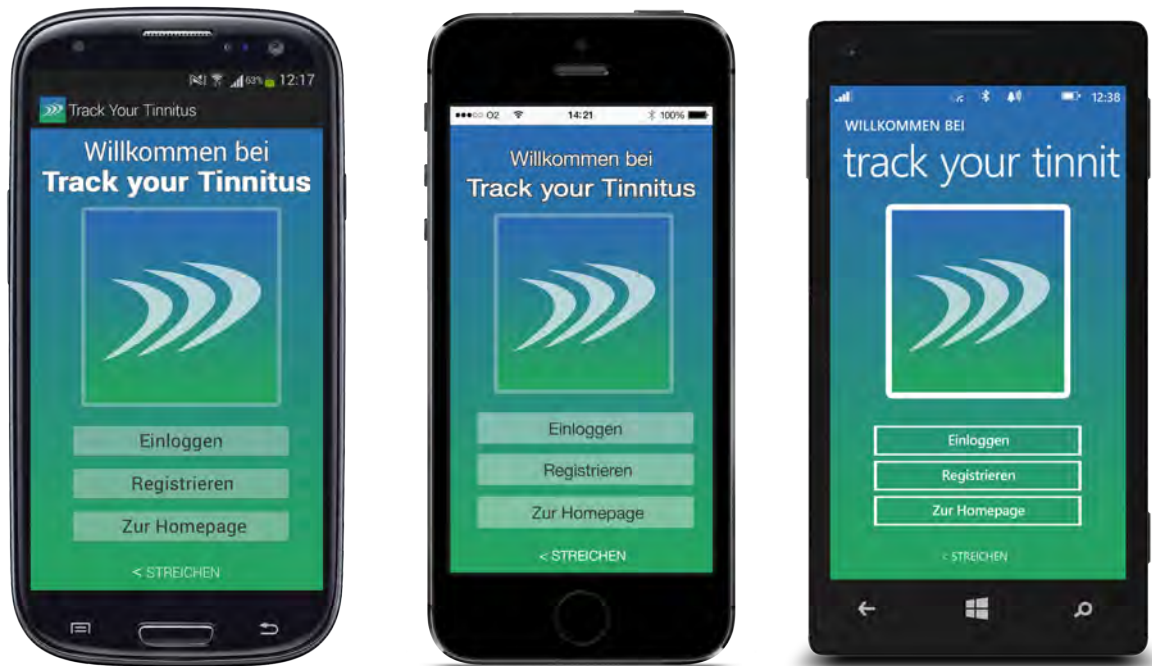 63% 12:17
Track Your Tinnitus
Willkommen bei
Track your Tinnitus
Einloggen
Registrieren
Zur Homepage
< STREICHEN
O2 14:21 100%
Willkommen bei
Track your Tinnitus
Einloggen
Registrieren
Zur Homepage
< STREICHEN
12:38
WILLKOMMEN BEI
track your tinnit
Einloggen
Registrieren
Zur Homepage
< STREICHEN